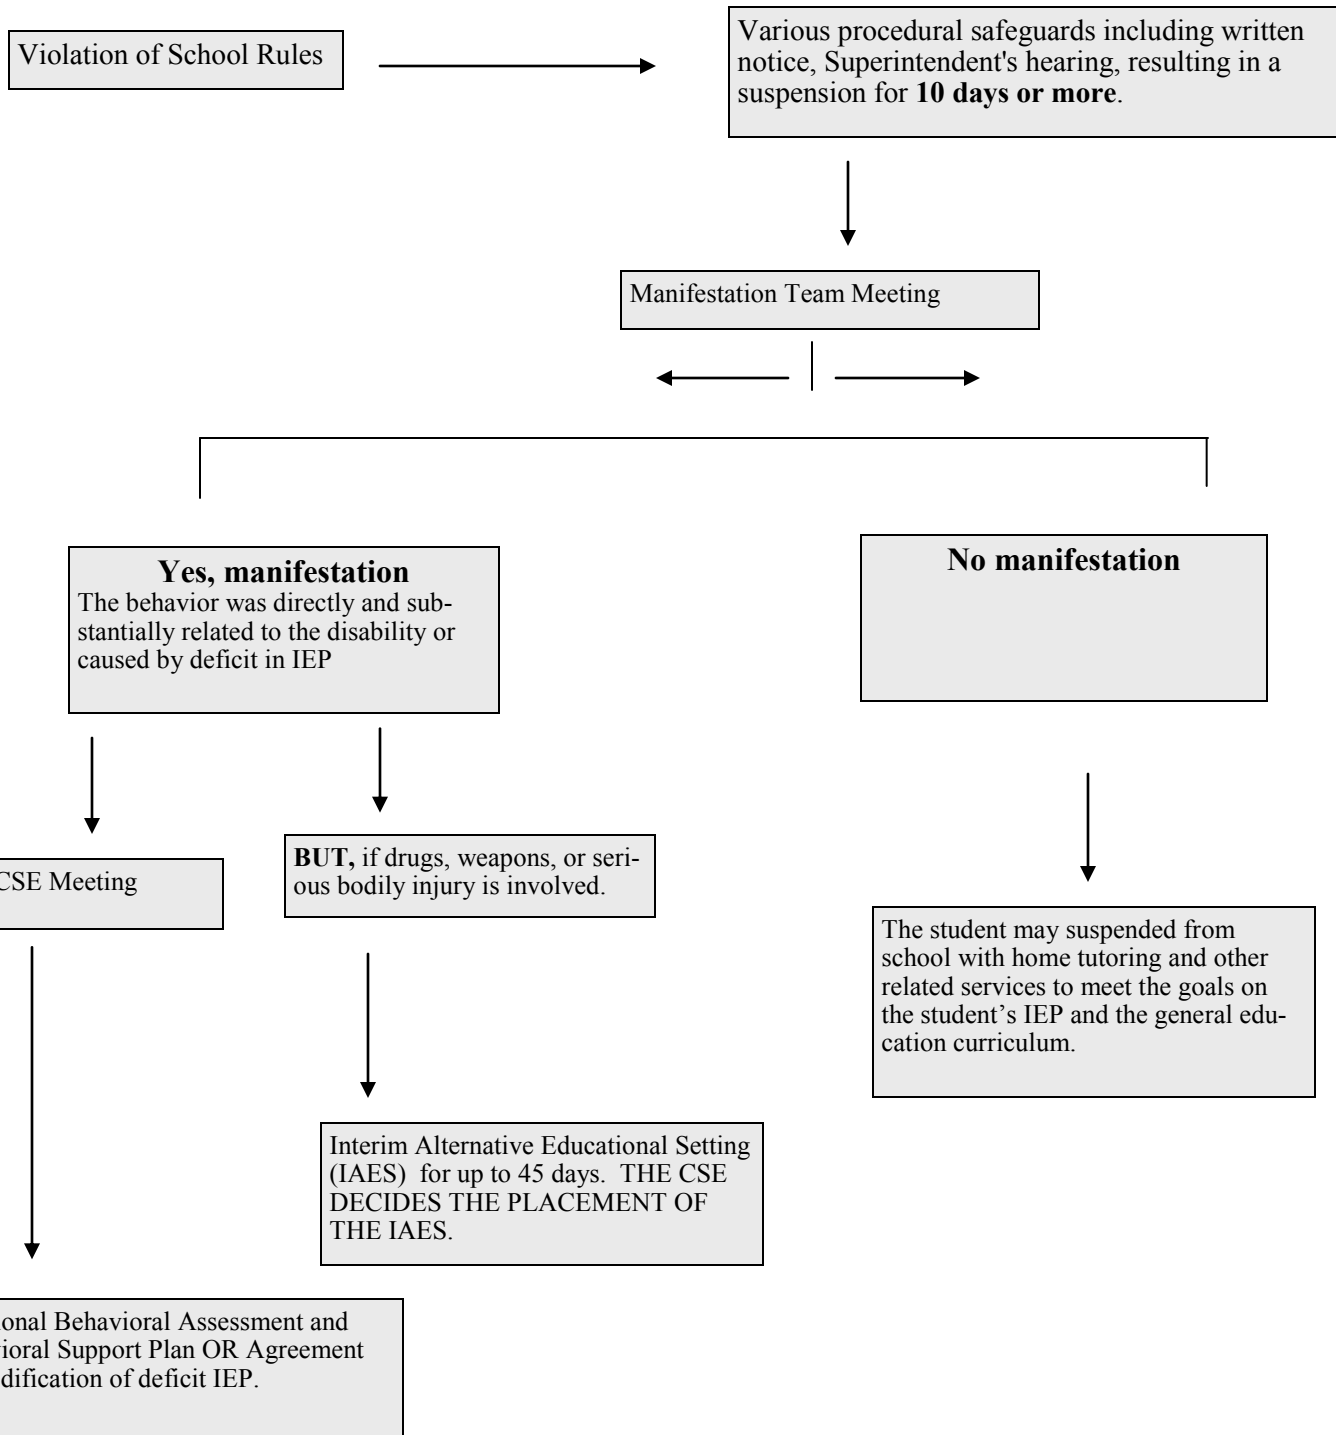 Violation of School Rules
Various procedural safeguards including written
notice, Superintendent's hearing, resulting in a
suspension for 10 days or more.
Manifestation Team Meeting
Yes, manifestation
The behavior was directly and sub-
stantially related to the disability or
caused by deficit in IEP
No manifestation
CSE Meeting
BUT, if drugs, weapons, or seri-
ous bodily injury is involved.
The student may suspended from
school with home tutoring and other
related services to meet the goals on
the student’s IEP and the general edu-
cation curriculum.
Interim Alternative Educational Setting
(IAES)  for up to 45 days.  THE CSE
DECIDES THE PLACEMENT OF
THE IAES.
Behavioral Assessment and
Support Plan OR Agreement
of deficit IEP.